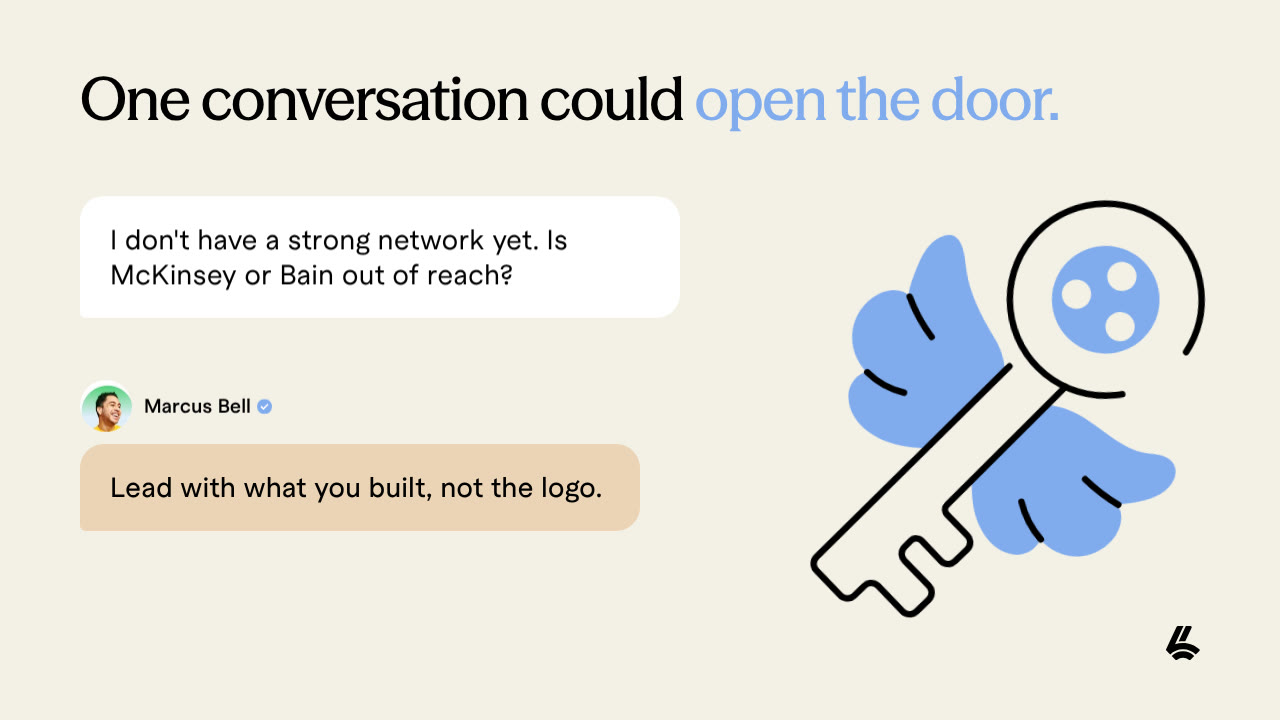 One conversation could open the door.
I don't have a strong network yet. Is
McKinsey or Bain out of reach?
Marcus Bell
Lead with what you built, not the logo.